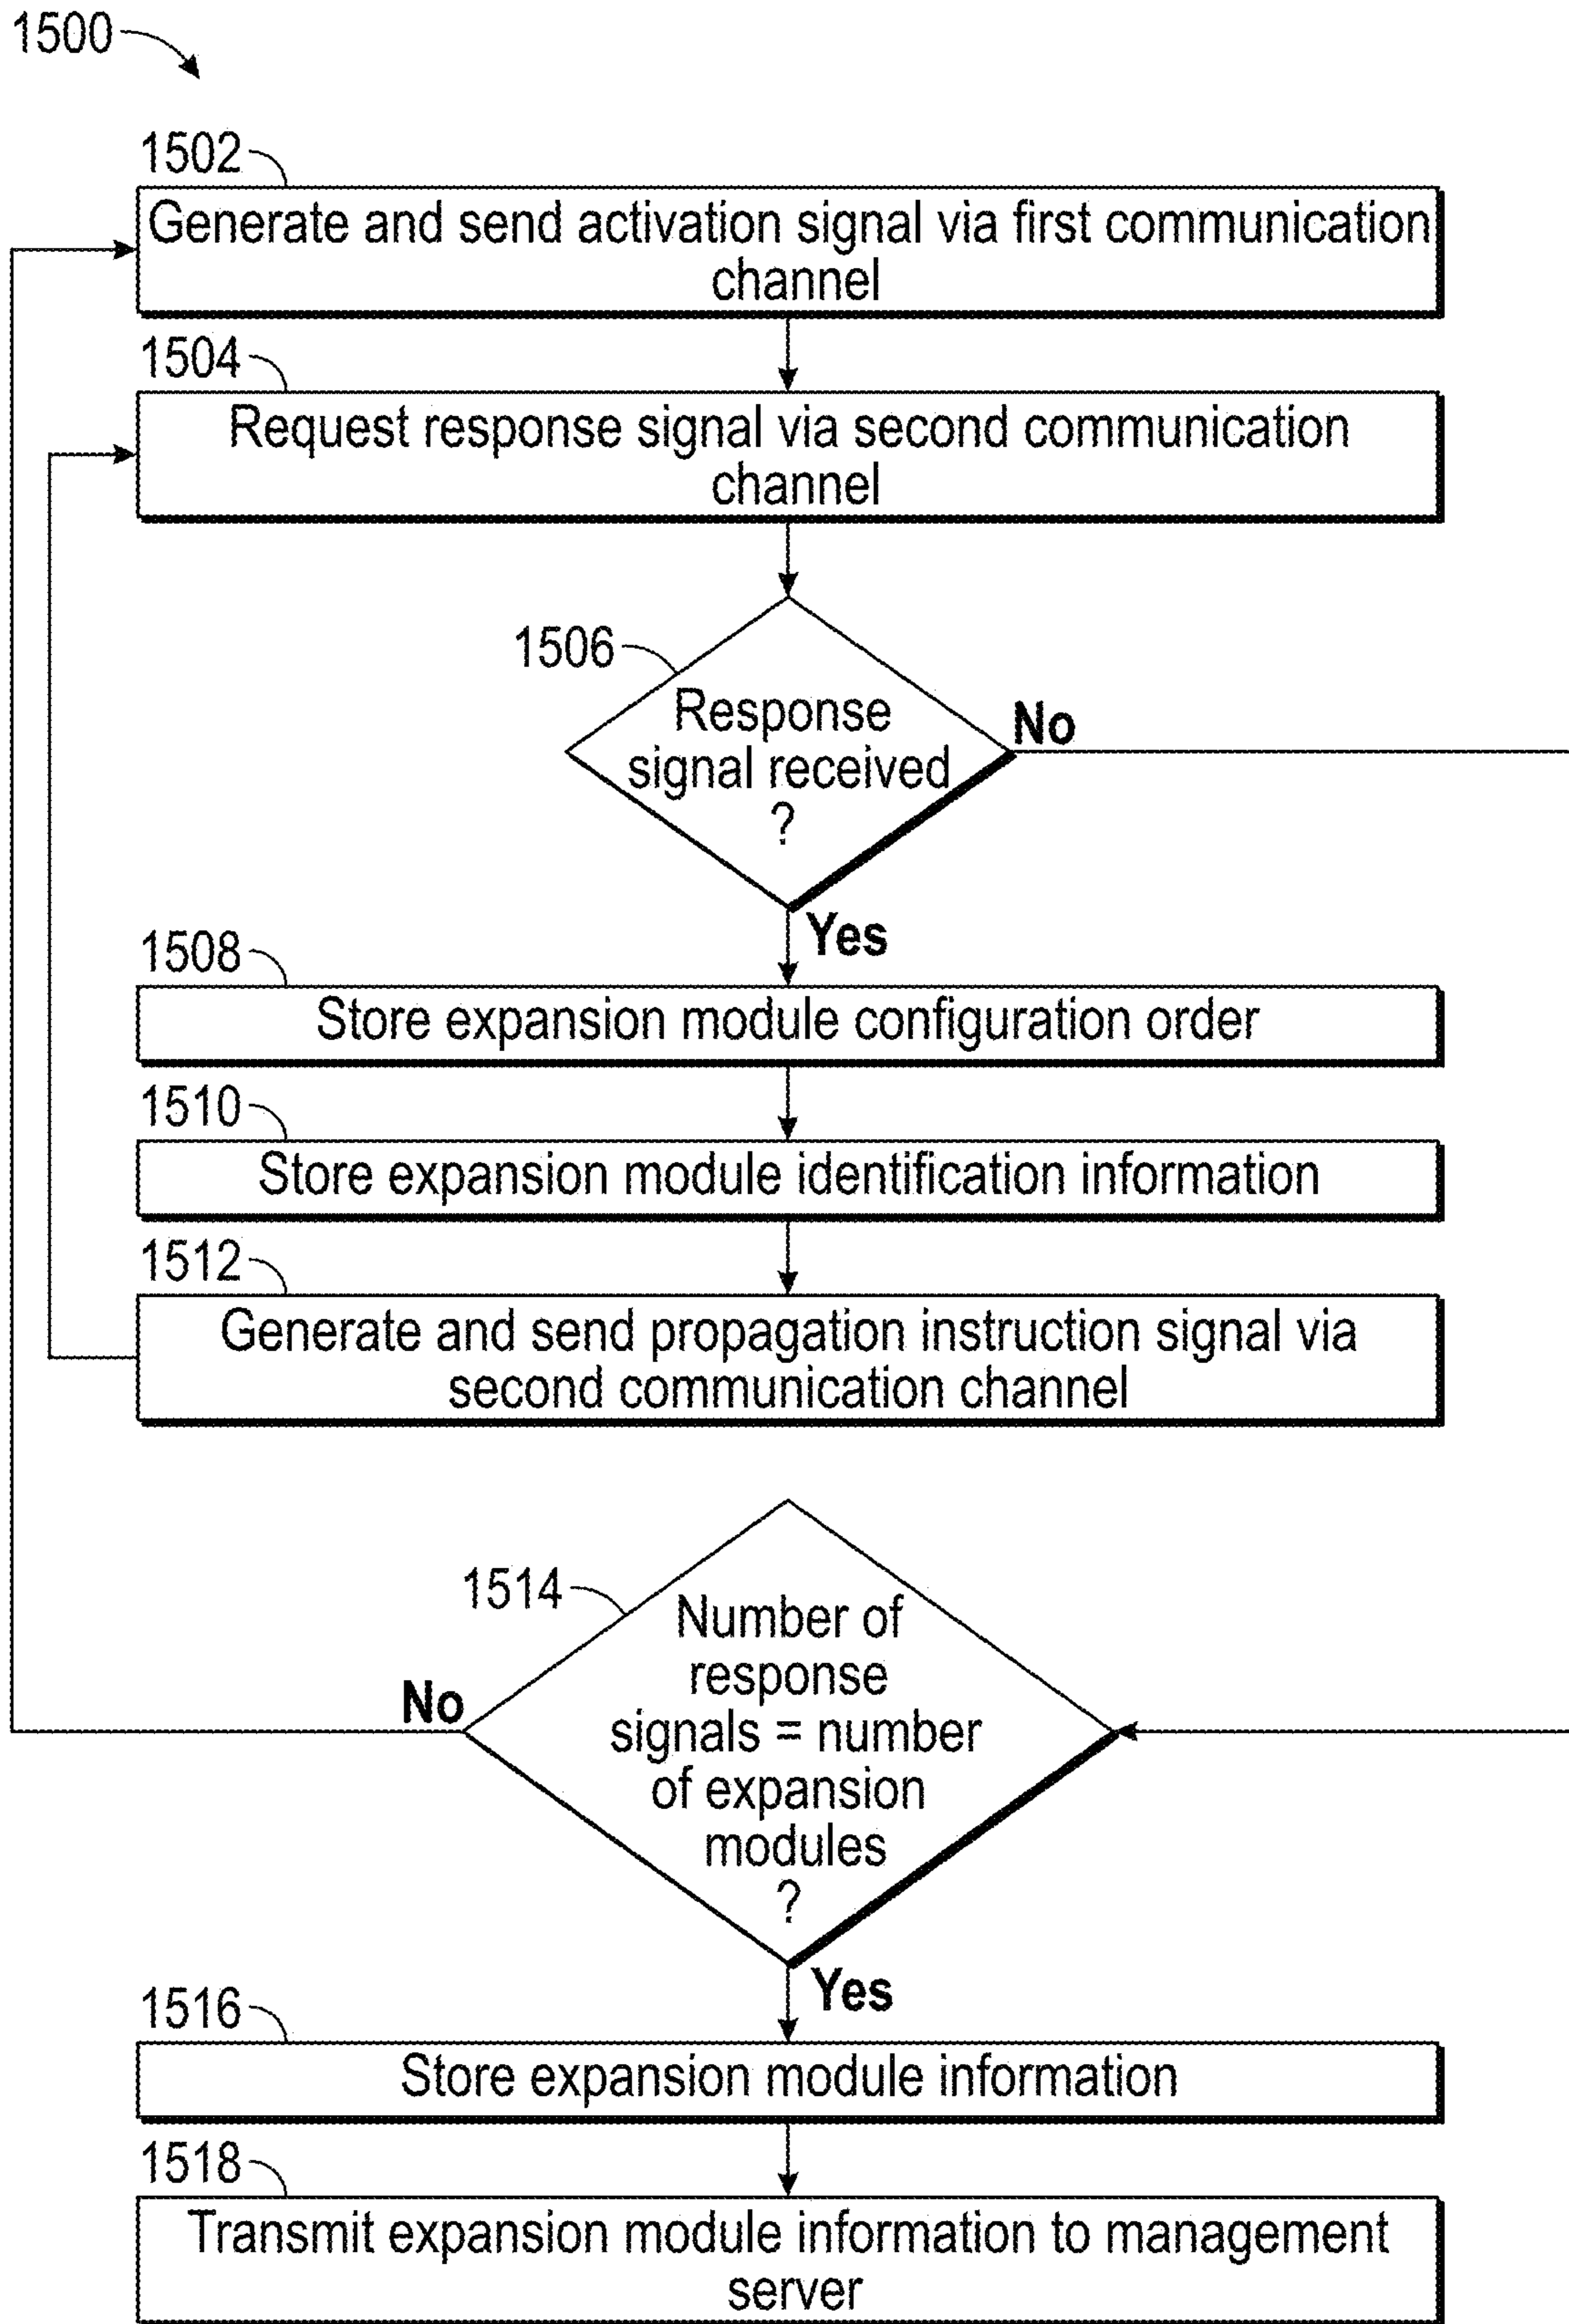 1500
1502
Generate and send activation signal via first communication
channel
1504
Request response signal via second communication
channel
1506
Response
signal received
?
No
Yes
1508
Store expansion module configuration order
1510
Store expansion module identification information
1512
Generate and send propagation instruction signal via
second communication channel
1514
Number of
response
signals = number
of expansion
modules
?
No
Yes
1516
Store expansion module information
1518
Transmit expansion module information to management
server